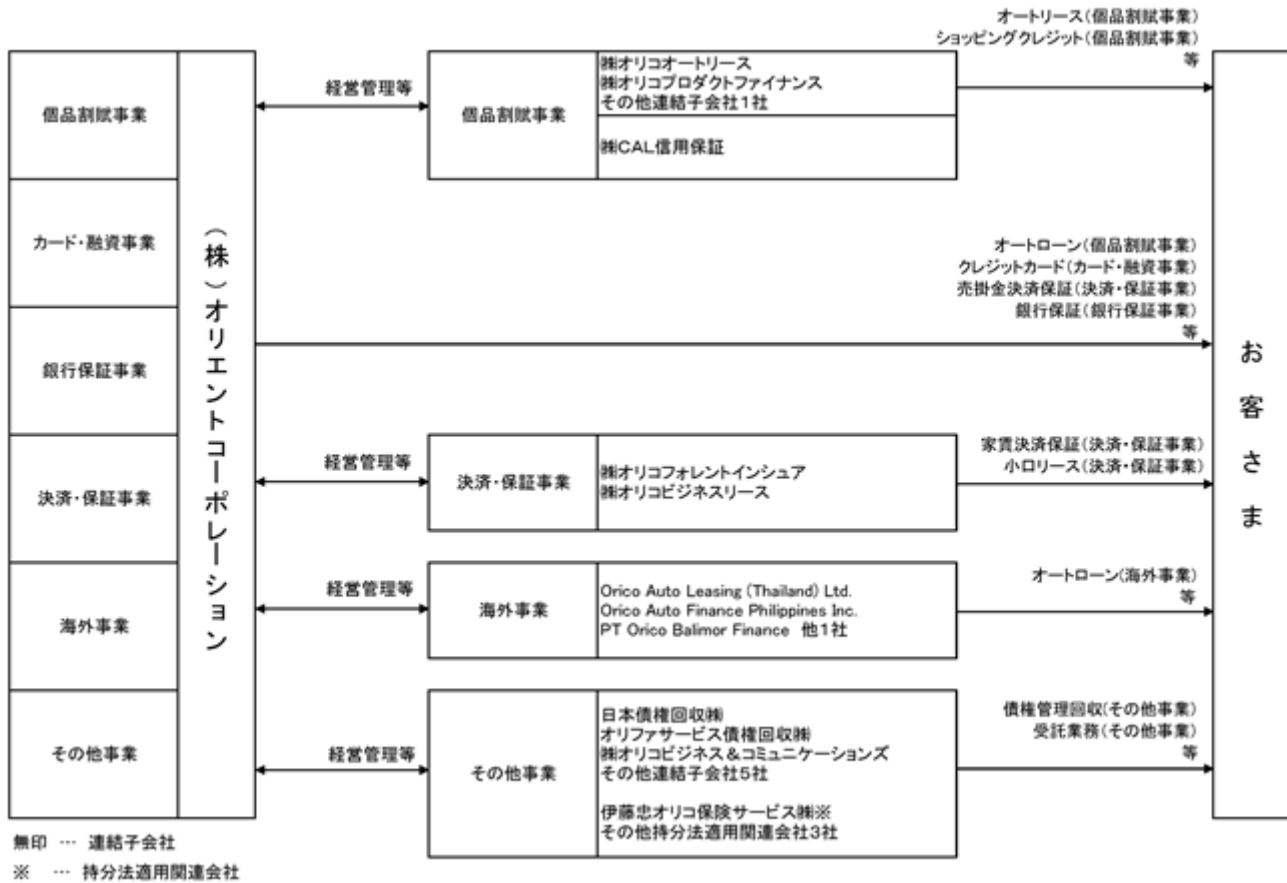 個品割賦事業
カード・融資事業
銀行保証事業
決済・保証事業
海外事業
その他事業
(株)オリエントコーポレーション
経営管理等
個品割賦事業
㈱オリコオートリース
㈱オリコプロダクトファイナンス
その他連結子会社1社
㈱CAL信用保証
オートリース(個品割賦事業)
ショッピングクレジット(個品割賦事業)
等
オートローン(個品割賦事業)
クレジットカード(カード・融資事業)
売掛金決済保証(決済・保証事業)
銀行保証(銀行保証事業)
等
経営管理等
決済・保証事業
㈱オリコフォレントインシュア
㈱オリコビジネスリース
家賃決済保証(決済・保証事業)
小口リース(決済・保証事業)
経営管理等
海外事業
Orico Auto Leasing (Thailand) Ltd.
Orico Auto Finance Philippines Inc.
PT Orico Balimor Finance 他1社
オートローン(海外事業)
等
経営管理等
その他事業
日本債権回収㈱
オリファサービス債権回収㈱
㈱オリコビジネス&コミュニケーションズ
その他連結子会社5社
伊藤忠オリコ保険サービス㈱※
その他持分法適用関連会社3社
債権管理回収(その他事業)
受託業務(その他事業)
等
お客さま
無印 … 連結子会社
※ … 持分法適用関連会社